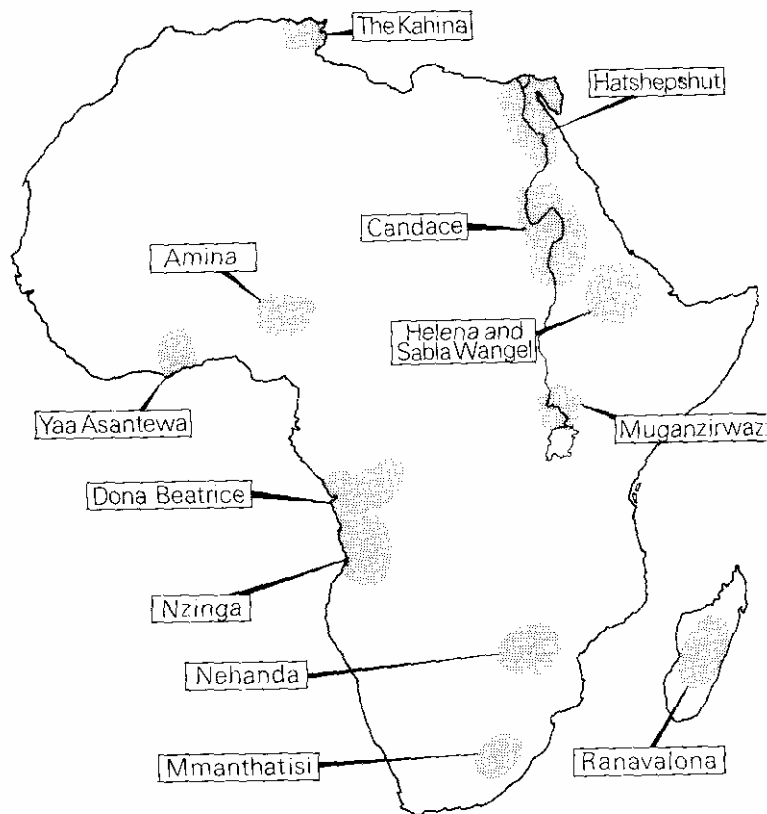 The Kahina
Hatshepshut
Candace
Amina
Helena and
Sabla Wangel
Yaa Asantewa
Muganzirwaz
Dona Beatrice
Nzinga
Nehanda
Mmanthatisi
Ranavalona